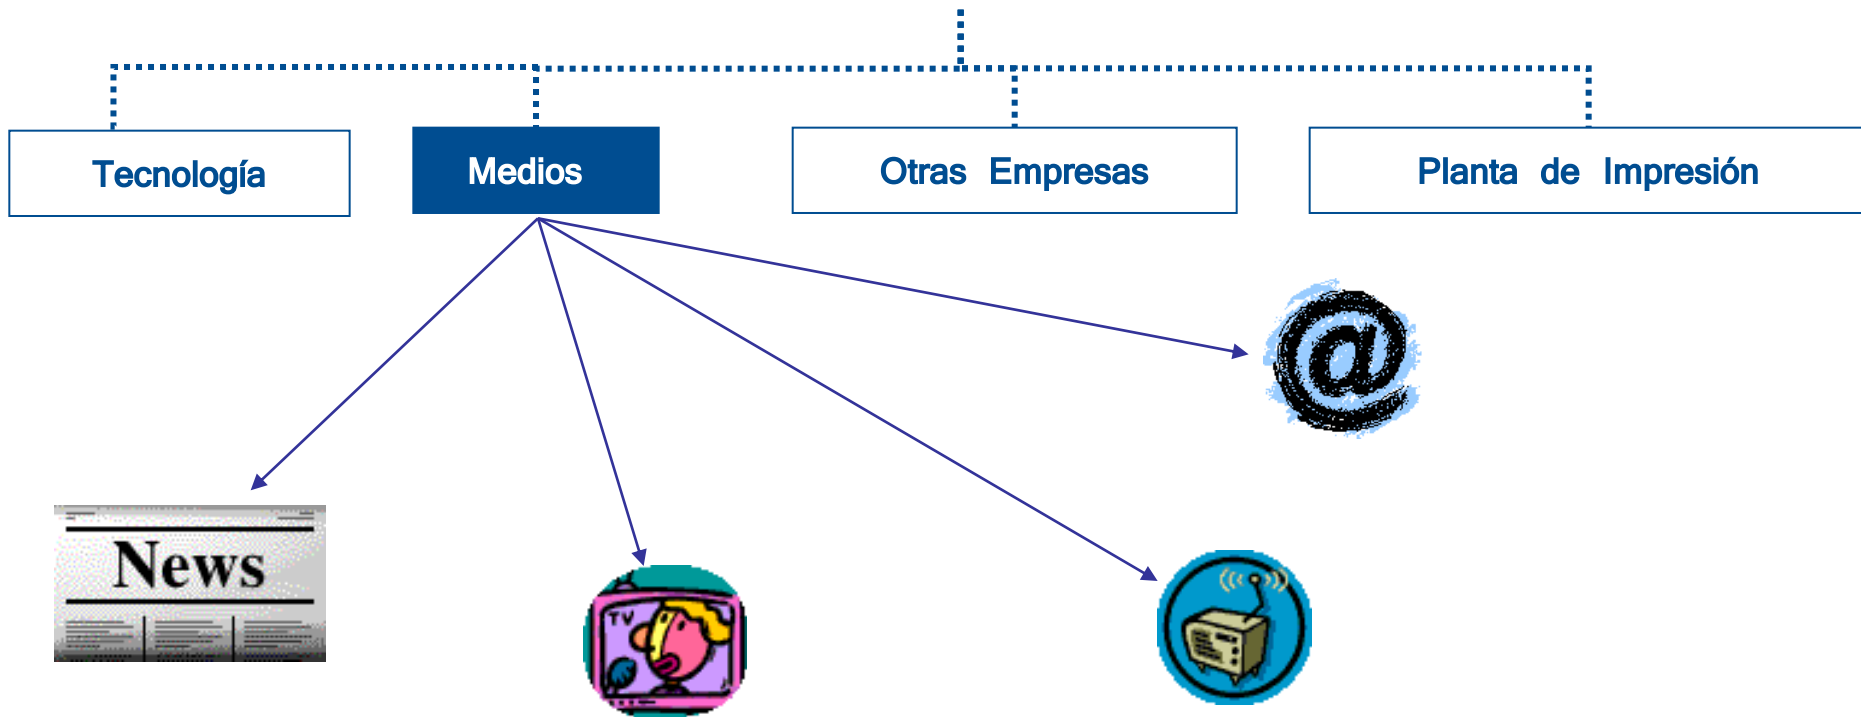 Tecnología
Medios
Otras Empresas
Planta de Impresión
@
News
TV